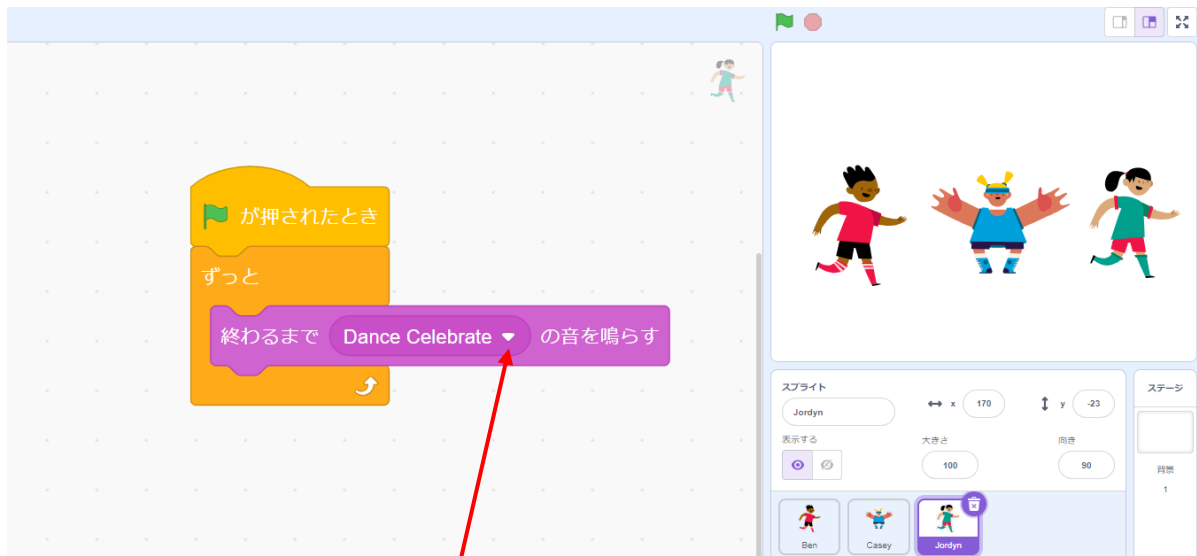 が押されたとき
ずっと
終わるまで Dance Celebrate の音を鳴らす
スプライト
Jordyn
x 170
y -23
表示する
大きさ
100
向き
90
Ben
Casey
Jordyn
ステージ
背景
1